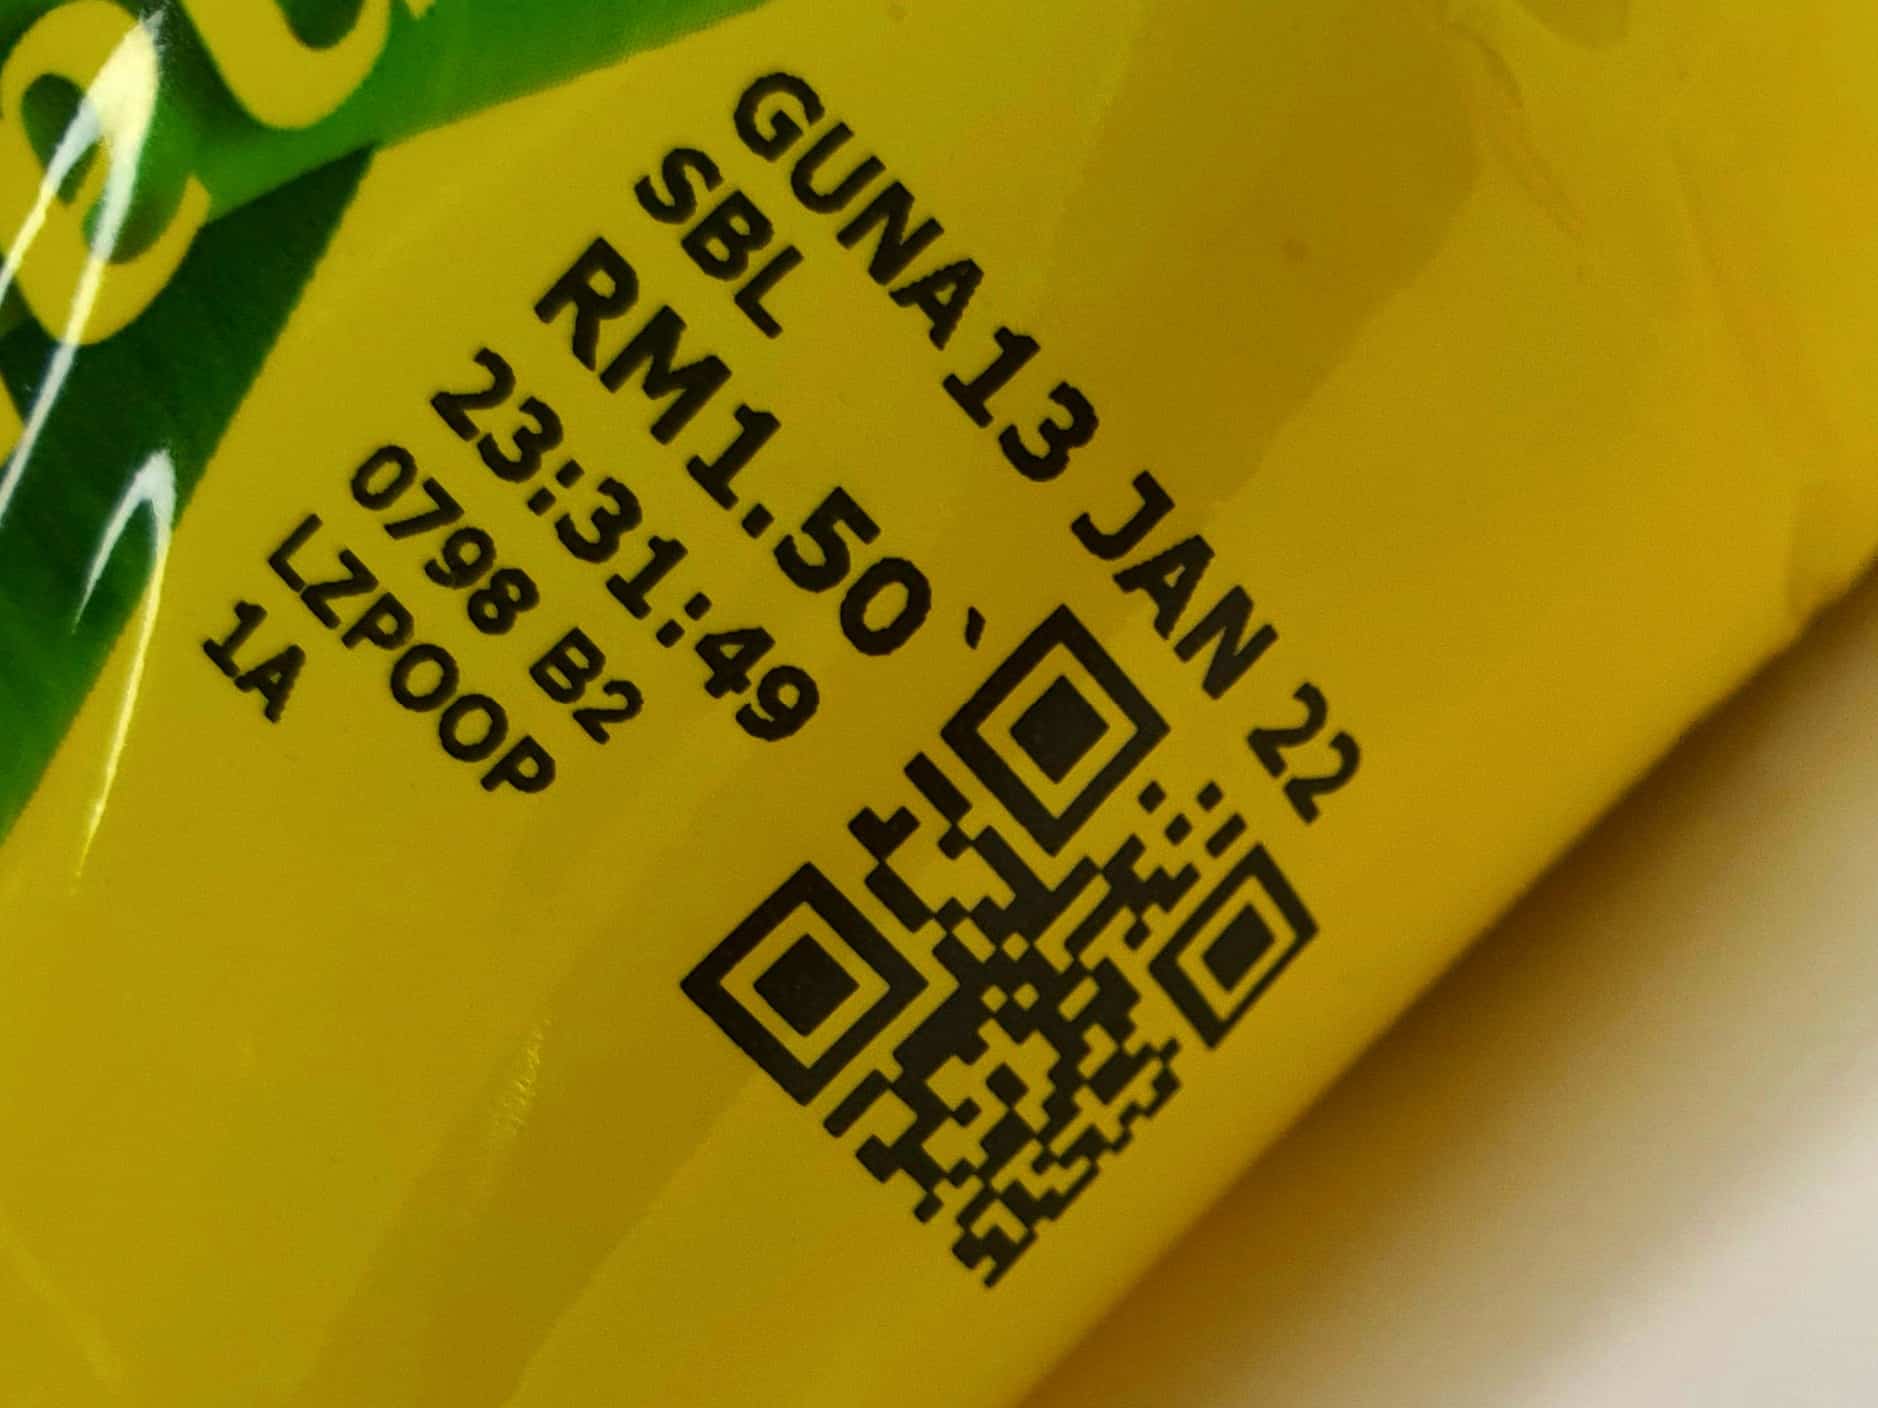 GUNA 13 JAN 22
SBL
RM1.50`
23:31:49
0798 B2
LZPOOP
1A